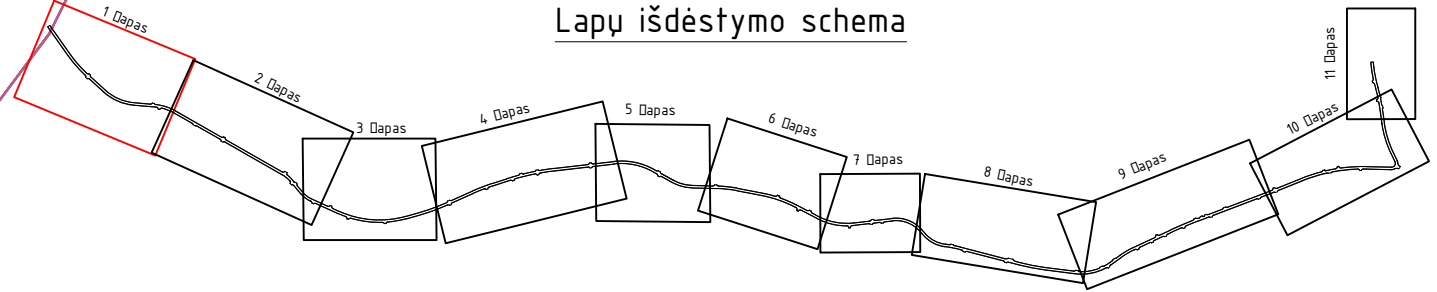 Lapų išdėstymo schema
1 ▯apas
2 ▯apas
3 ▯apas
4 ▯apas
5 ▯apas
6 ▯apas
7 ▯apas
8 ▯apas
9 ▯apas
10 ▯apas
11 ▯apas